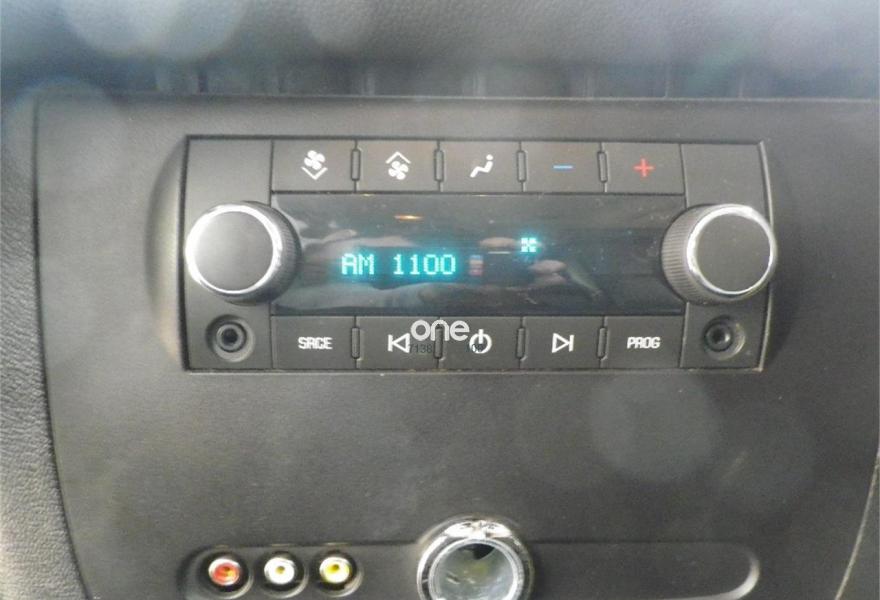 AM 1100
SRCE
PROG
one